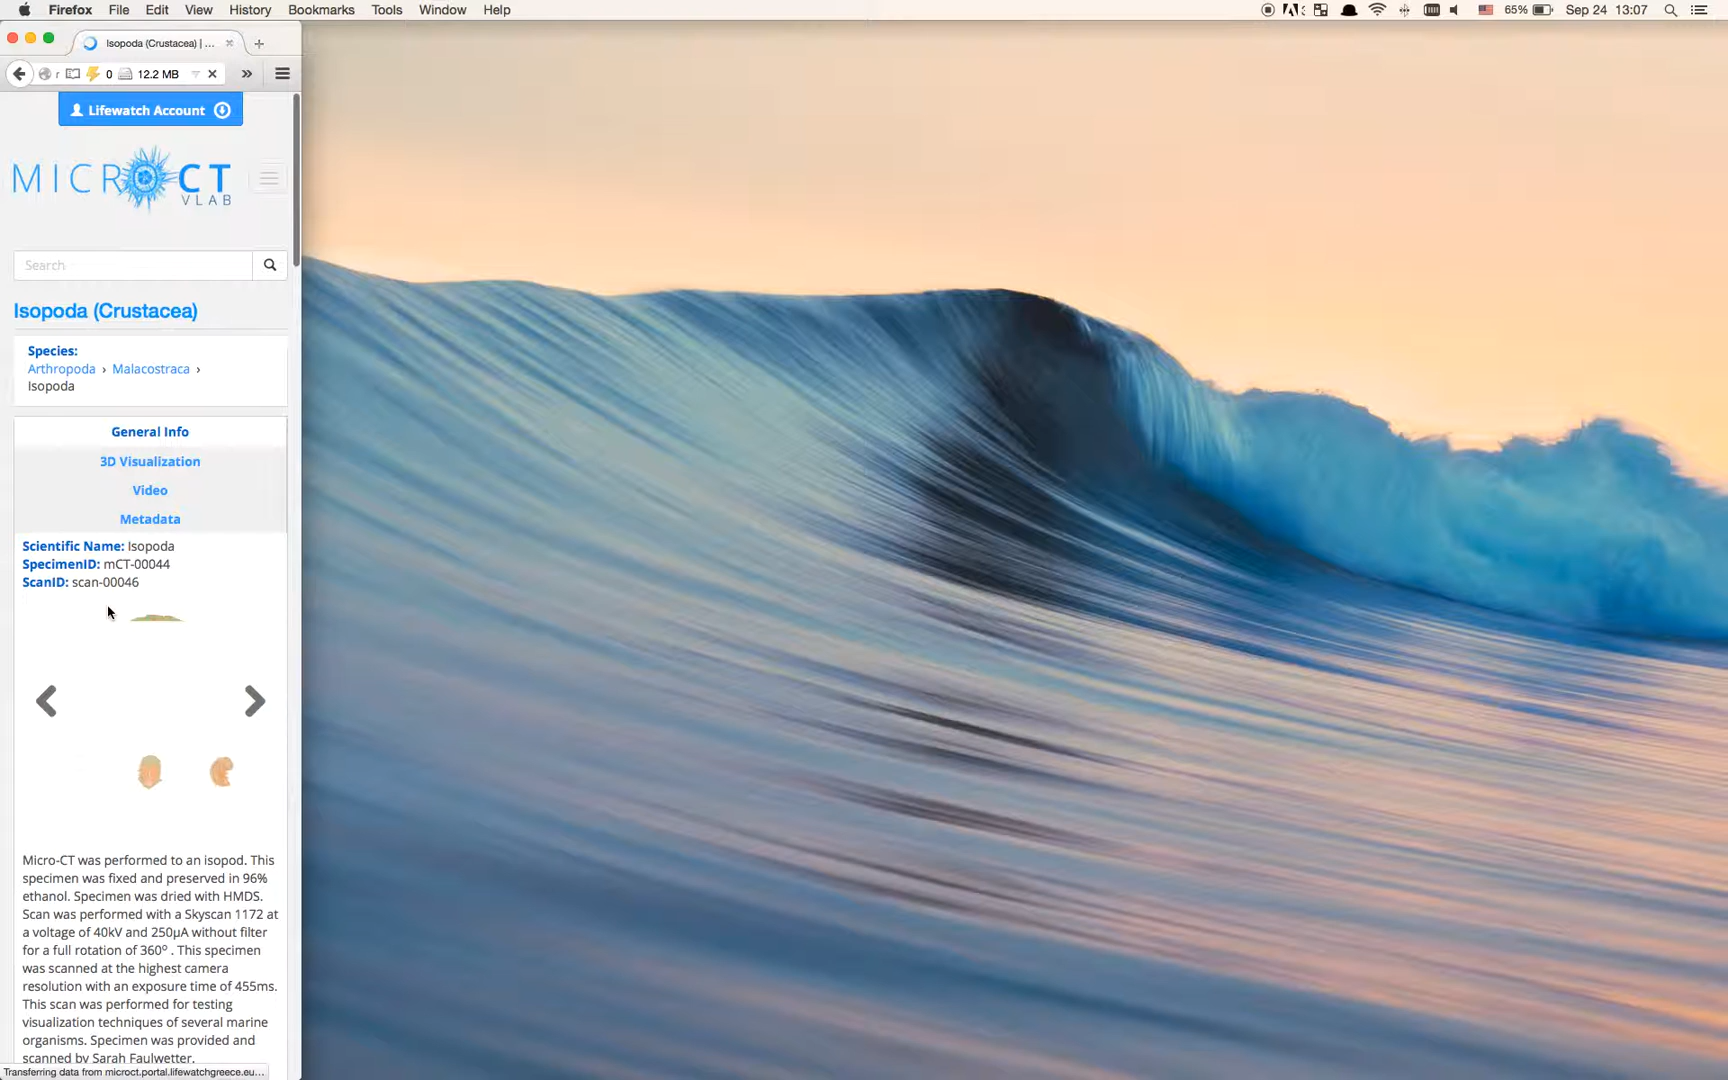 Firefox File Edit View History Bookmarks Tools Window Help 65% Sep 24 13:07
Isopoda (Crustacea) | ...
0 12.2 MB
Lifewatch Account
MICRO CT
VLAB
Search
Isopoda (Crustacea)
Species:
Arthropoda › Malacostraca ›
Isopoda
General Info
3D Visualization
Video
Metadata
Scientific Name: Isopoda
SpecimenID: mCT-00044
ScanID: scan-00046
Micro-CT was performed to an isopod. This
specimen was fixed and preserved in 96%
ethanol. Specimen was dried with HMDS.
Scan was performed with a Skyscan 1172 at
a voltage of 40kV and 250μA without filter
for a full rotation of 360º . This specimen
was scanned at the highest camera
resolution with an exposure time of 455ms.
This scan was performed for testing
visualization techniques of several marine
organisms. Specimen was provided and
scanned by Sarah Faulwetter.
Transferring data from microct.portal.lifewatchgreece.eu...